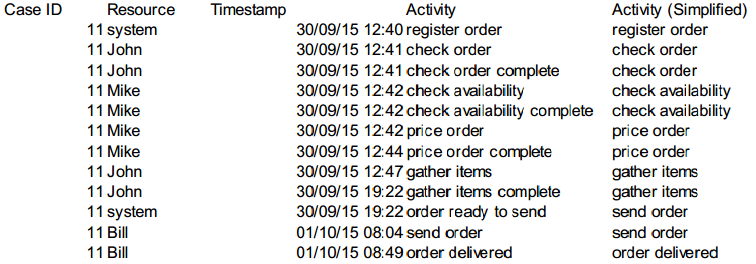 Case ID Resource Timestamp Activity Activity (Simplified)
11 system 30/09/15 12:40 register order register order
11 John 30/09/15 12:41 check order check order
11 John 30/09/15 12:41 check order complete check order
11 Mike 30/09/15 12:42 check availability check availability
11 Mike 30/09/15 12:42 check availability complete check availability
11 Mike 30/09/15 12:42 price order price order
11 Mike 30/09/15 12:44 price order complete price order
11 John 30/09/15 12:47 gather items gather items
11 John 30/09/15 19:22 gather items complete gather items
11 system 30/09/15 19:22 order ready to send send order
11 Bill 01/10/15 08:04 send order send order
11 Bill 01/10/15 08:49 order delivered order delivered